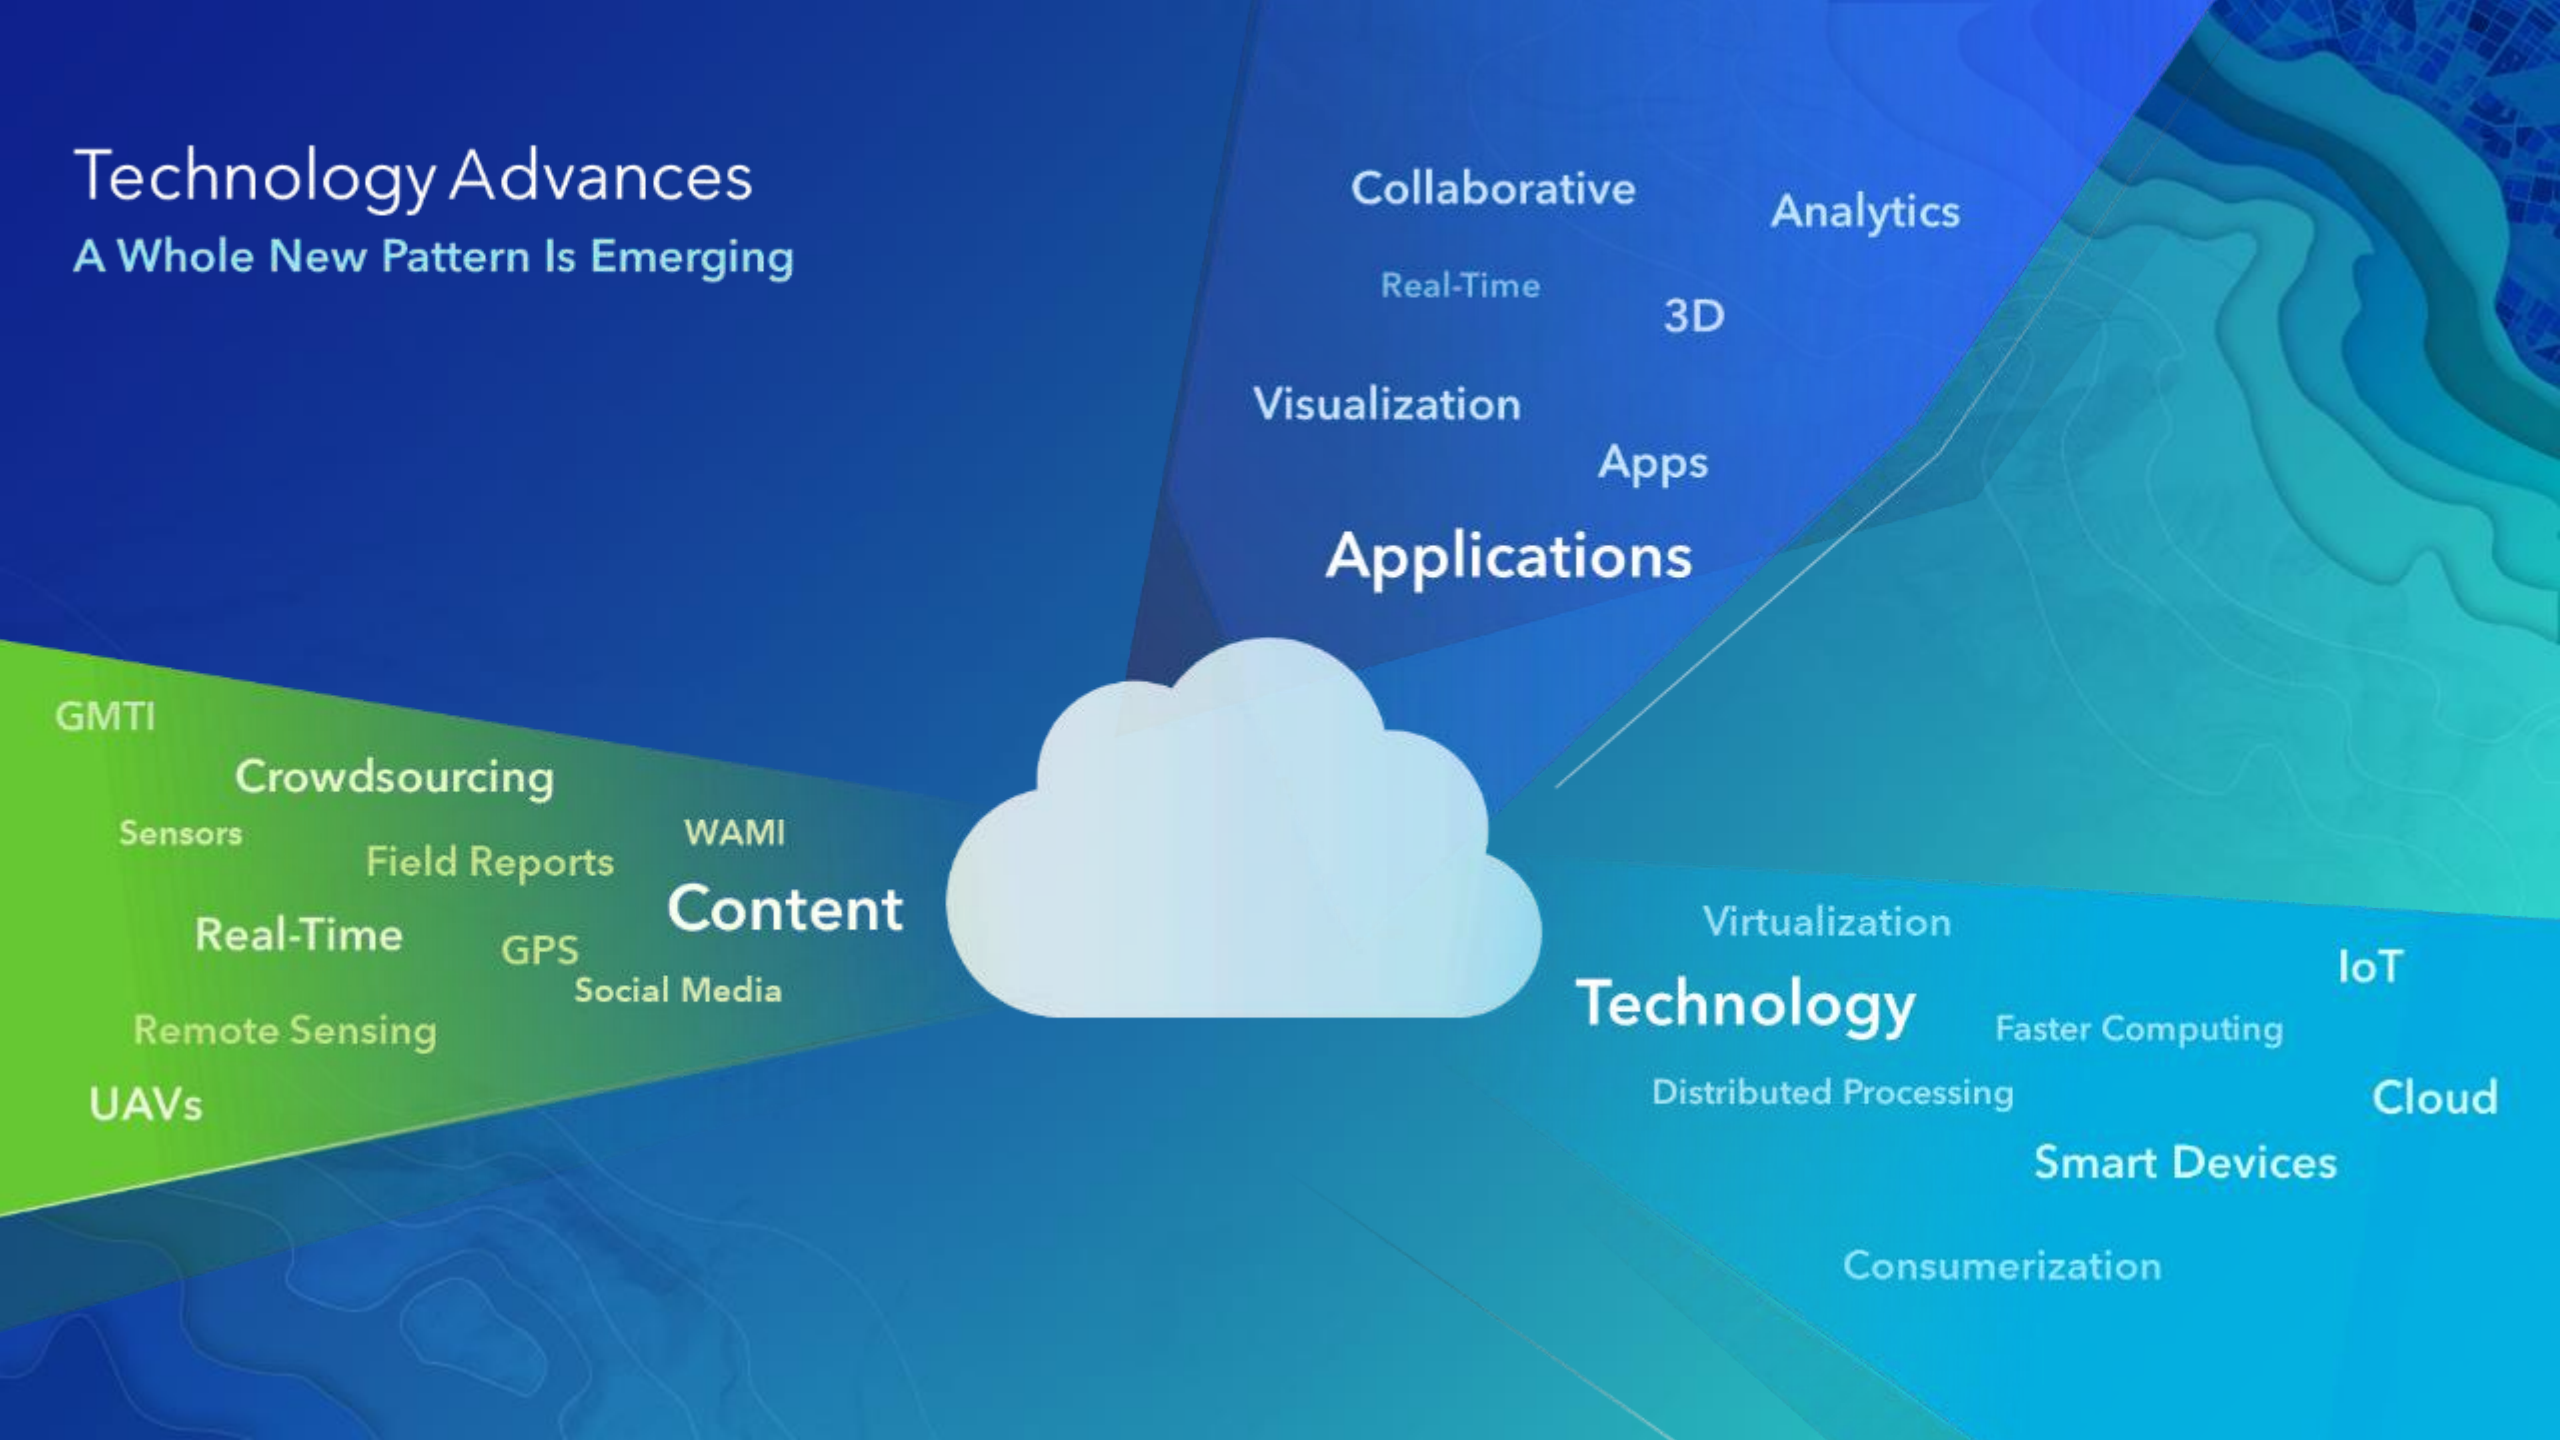 Technology Advances
A Whole New Pattern Is Emerging
Collaborative
Analytics
Real-Time
3D
Visualization
Apps
Applications
GMTI
Crowdsourcing
Sensors
WAMI
Field Reports
Content
Real-Time
GPS
Social Media
Remote Sensing
UAVs
Virtualization
IoT
Technology
Faster Computing
Distributed Processing
Cloud
Smart Devices
Consumerization